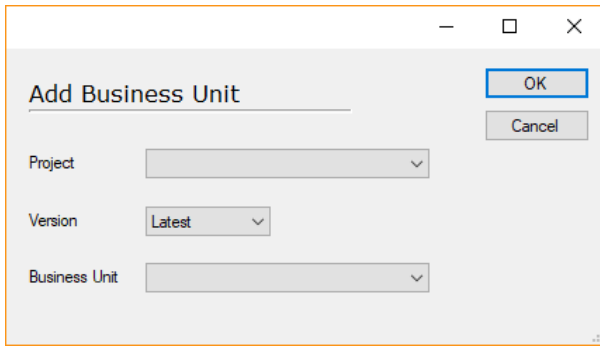 Add Business Unit
OK
Cancel
Project
Version
Latest
Business Unit